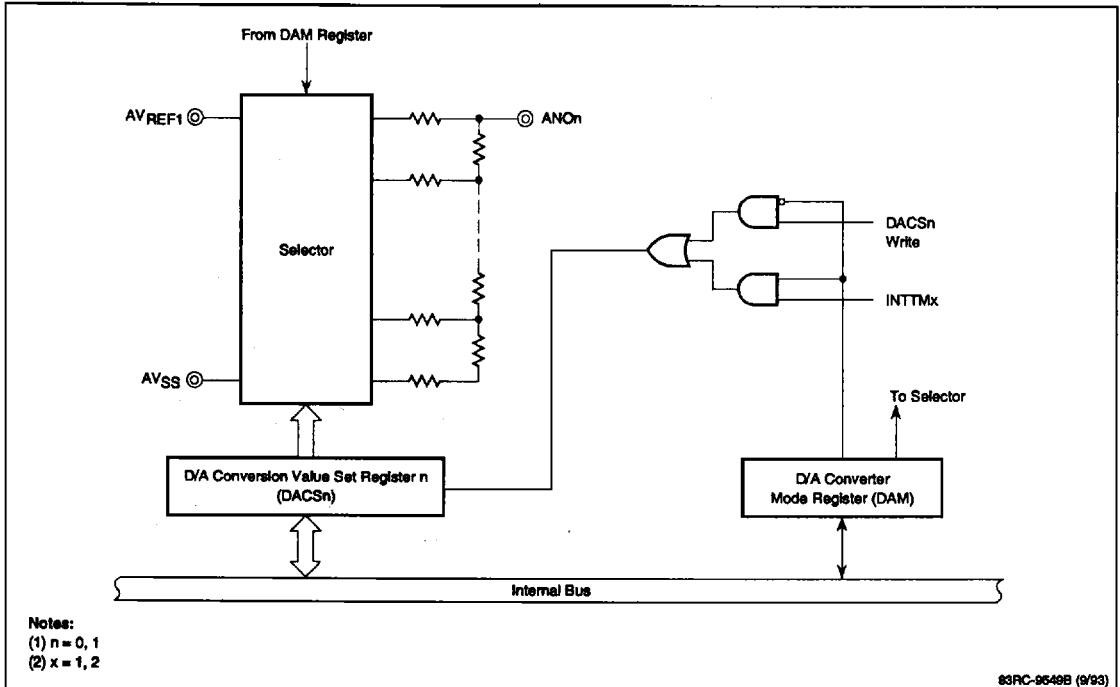 From DAM Register
AVREF1
ANOn
Selector
DACSn
Write
INTTMx
AVSS
To Selector
D/A Conversion Value Set Register n
(DACSn)
D/A Converter
Mode Register (DAM)
Internal Bus
Notes:
(1) n = 0, 1
(2) x = 1, 2
83RC-9549B (9/93)